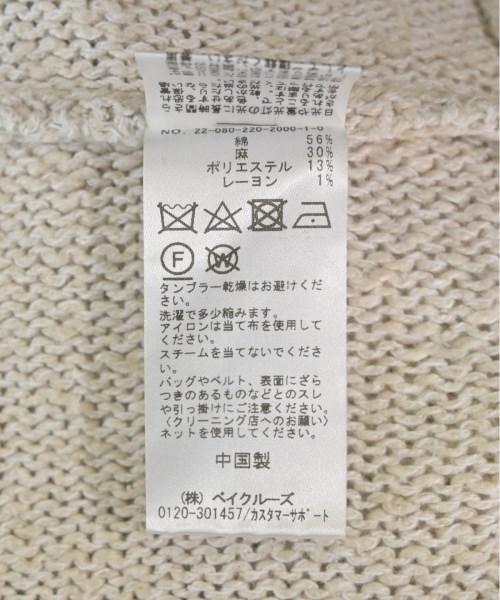 NO. 22-080-220-2000-1-0
綿 56%
麻 30%
ポリエステル 13%
レーヨン 1%
F W
タンブラー乾燥はお避けくだ
さい。
洗濯で多少縮みます。
アイロンは当て布を使用して
ください。
スチームを当てないでくださ
い。
バッグやベルト、表面にざら
つきのあるものなどとのスレ
や引っ掛けにご注意ください。
〈クリーニング店へのお願い〉
ネットを使用してください。
中国製
(株) ベイクルーズ
0120-301457/カスタマーサポート